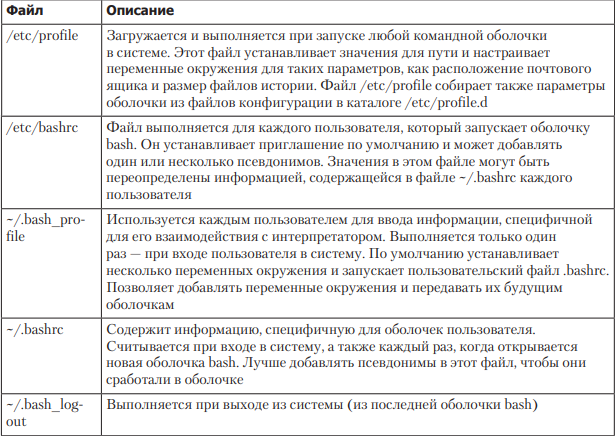 Файл Описание
/etc/profile Загружается и выполняется при запуске любой командной оболочки
в системе. Этот файл устанавливает значения для пути и настраивает
переменные окружения для таких параметров, как расположение почтового
ящика и размер файлов истории. Файл /etc/profile собирает также параметры
оболочки из файлов конфигурации в каталоге /etc/profile.d
/etc/bashrc Файл выполняется для каждого пользователя, который запускает оболочку
bash. Он устанавливает приглашение по умолчанию и может добавлять
один или несколько псевдонимов. Значения в этом файле могут быть
переопределены информацией, содержащейся в файле ~/.bashrc каждого
пользователя
~/.bash_pro- Используется каждым пользователем для ввода информации, специфичной
file для его взаимодействия с интерпретатором. Выполняется только один
раз — при входе пользователя в систему. По умолчанию устанавливает
несколько переменных окружения и запускает пользовательский файл .bashrc.
Позволяет добавлять переменные окружения и передавать их будущим
оболочкам
~/.bashrc Содержит информацию, специфичную для оболочек пользователя.
Считывается при входе в систему, а также каждый раз, когда открывается
новая оболочка bash. Лучше добавлять псевдонимы в этот файл, чтобы они
сработали в оболочке
~/.bash_log- Выполняется при выходе из системы (из последней оболочки bash)
out